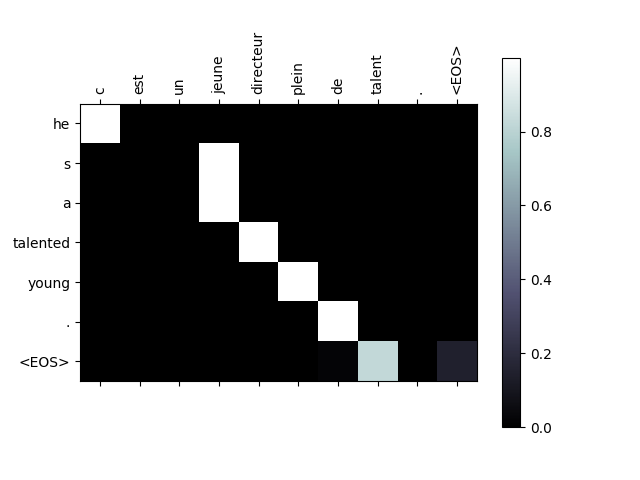 c est un jeune directeur plein de talent . <EOS>
he
s
a
talented
young
.
<EOS>
0.8
0.6
0.4
0.2
0.0